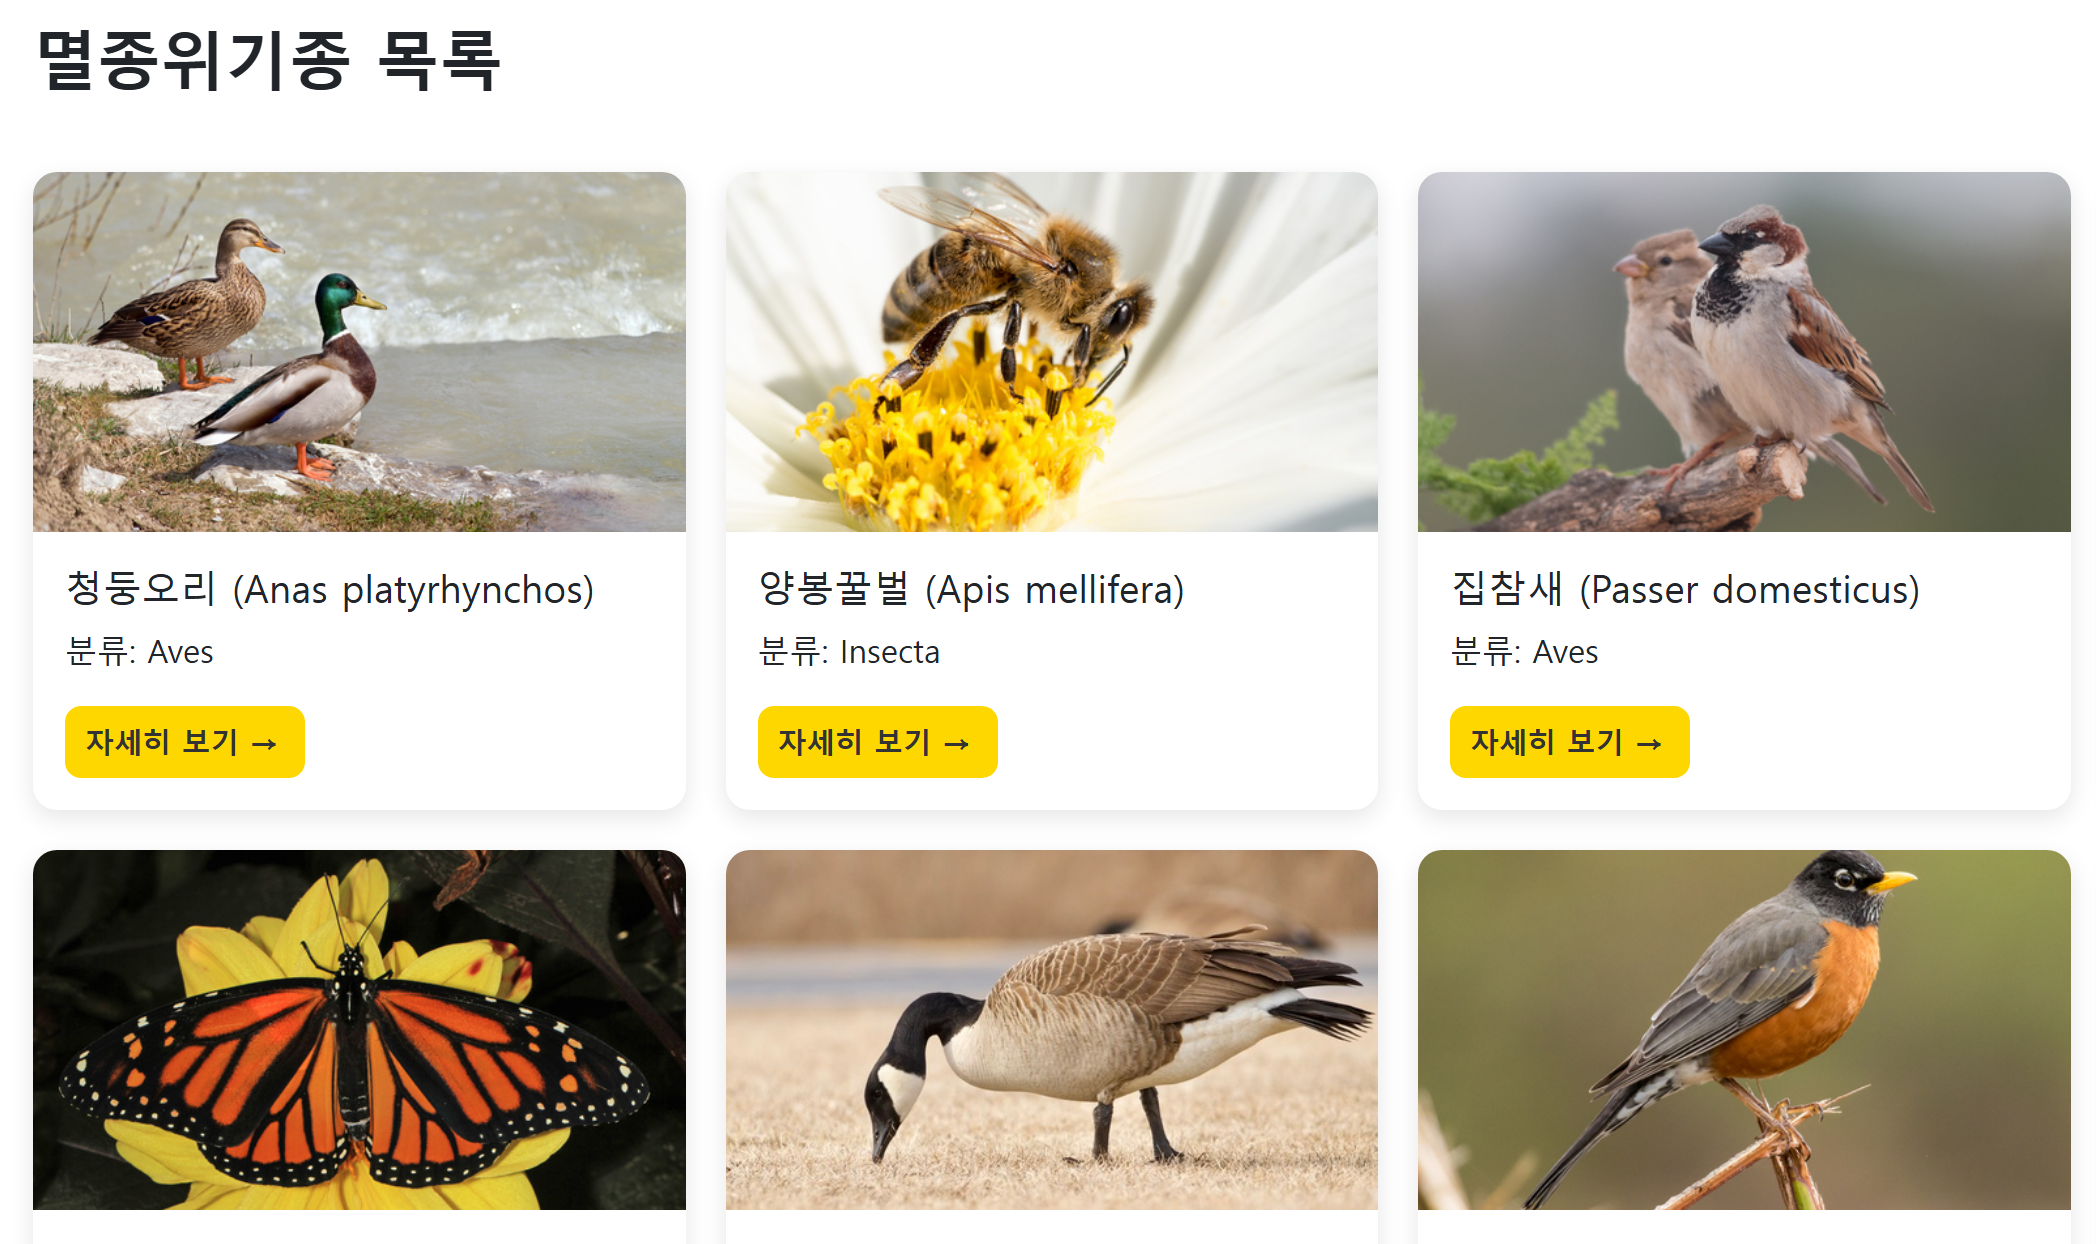 멸종위기종 목록
청둥오리 (Anas platyrhynchos)
분류: Aves
자세히 보기 →
양봉꿀벌 (Apis mellifera)
분류: Insecta
자세히 보기 →
집참새 (Passer domesticus)
분류: Aves
자세히 보기 →